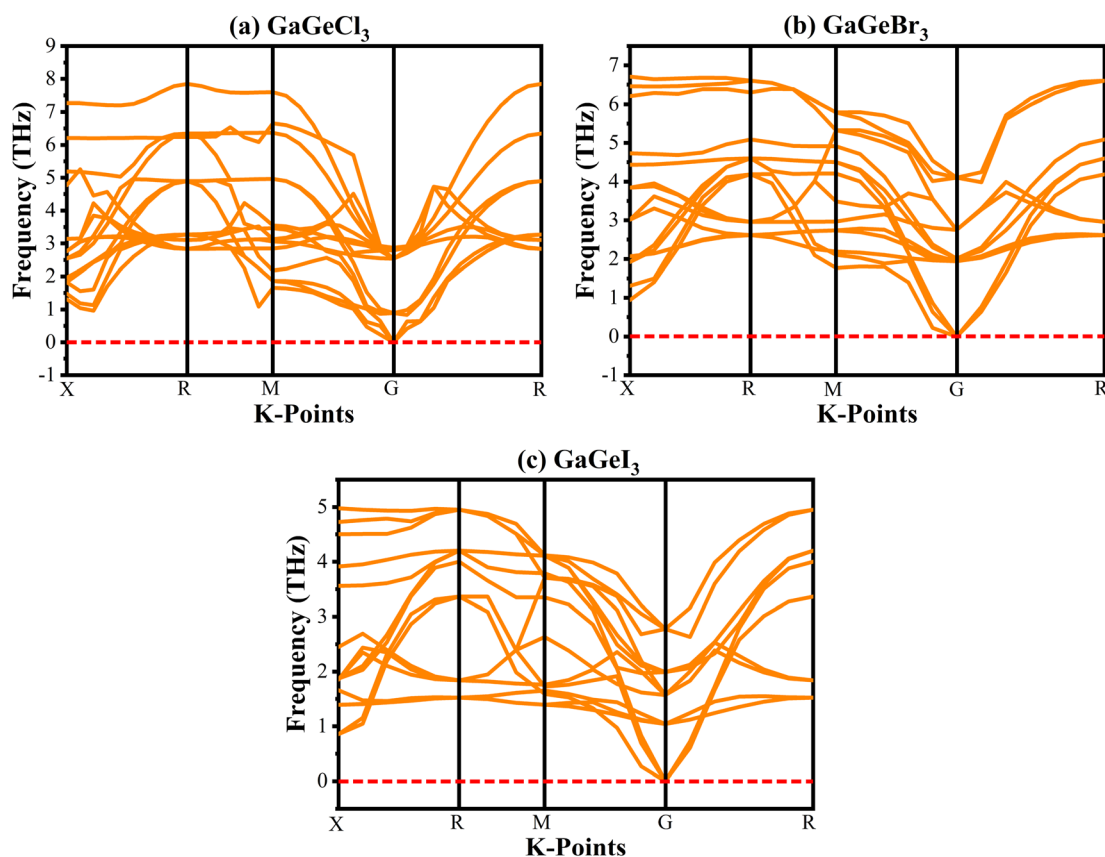 (a) GaGeCl₃
9
8
7
6
5
4
3
2
1
0
-1
Frequency (THz)
X R M G R
K-Points
(b) GaGeBr₃
7
6
5
4
3
2
1
0
-1
Frequency (THz)
X R M G R
K-Points
(c) GaGeI₃
5
4
3
2
1
0
Frequency (THz)
X R M G R
K-Points